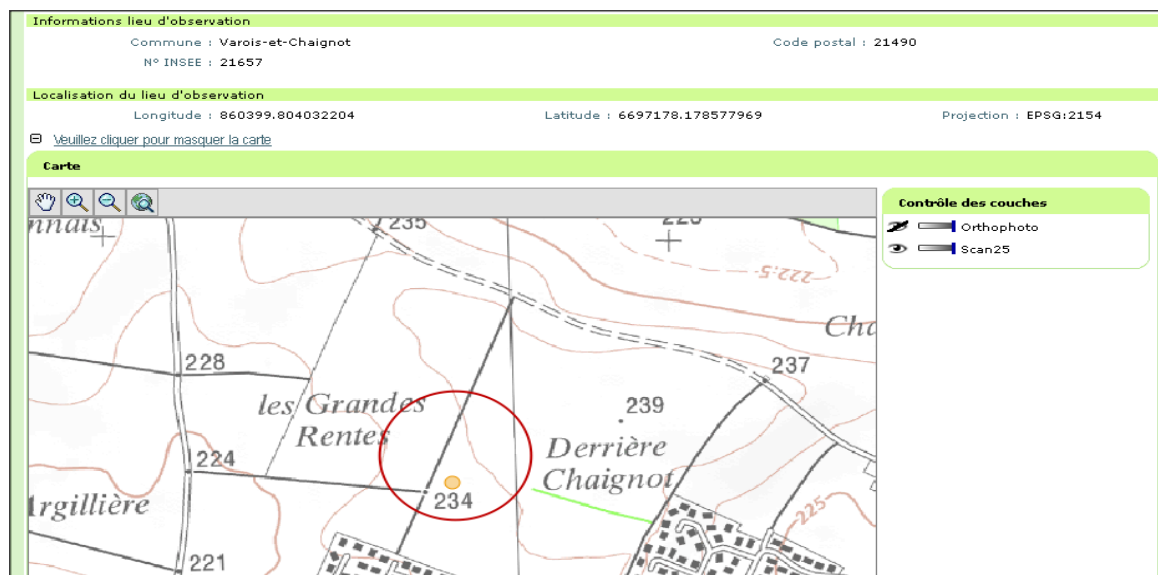 Informations lieu d'observation
Commune : Varois-et-Chaignot
Code postal : 21490
N° INSEE : 21657
Localisation du lieu d'observation
Longitude : 860399.804032204
Latitude : 6697178.178577969
Projection : EPSG:2154
Veuillez cliquer pour masquer la carte
Carte
Contrôle des couches
Orthophoto
Scan25
nnais
235
222.5
Cha
228
237
les Grandes
Rentes
239
Derrière
Chaignot
224
234
rgillière
225
221